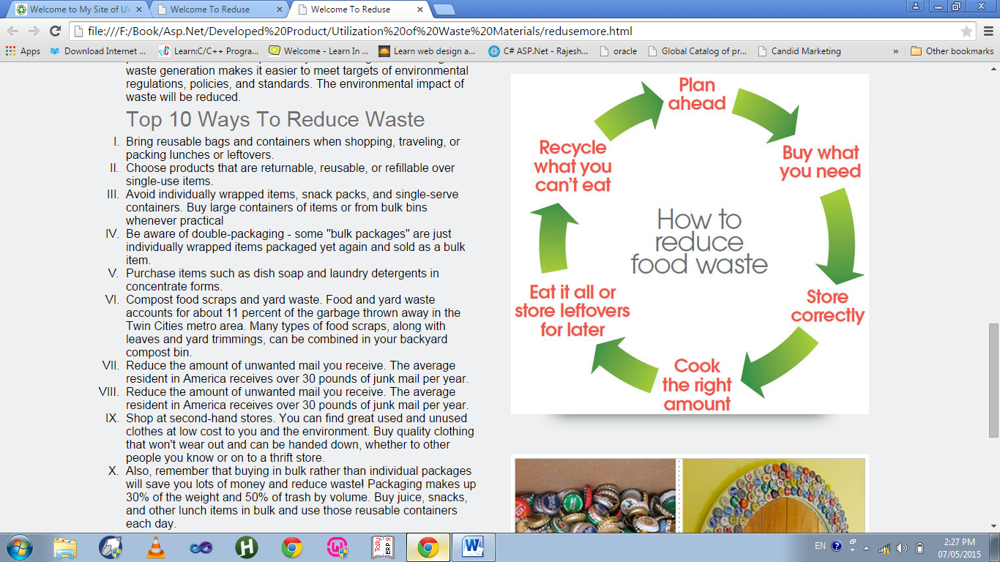 Welcome to My Site of UW
Welcome To Reduse
Welcome To Reduse
file:///F:/Book/Asp.Net/Developed%20Product/Utilization%20of%20Waste%20Materials/redusemore.html
Apps
Download Internet ...
Learn:C/C++ Progra...
Welcome - Learn In ...
Learn web design a...
C# ASP.Net - Rajesh...
oracle
Global Catalog of pr...
Candid Marketing
»
Other bookmarks
waste generation makes it easier to meet targets of environmental
regulations, policies, and standards. The environmental impact of
waste will be reduced.
Top 10 Ways To Reduce Waste
I. Bring reusable bags and containers when shopping, traveling, or
packing lunches or leftovers.
II. Choose products that are returnable, reusable, or refillable over
single-use items.
III. Avoid individually wrapped items, snack packs, and single-serve
containers. Buy large containers of items or from bulk bins
whenever practical
IV. Be aware of double-packaging - some "bulk packages" are just
individually wrapped items packaged yet again and sold as a bulk
item.
V. Purchase items such as dish soap and laundry detergents in
concentrate forms.
VI. Compost food scraps and yard waste. Food and yard waste
accounts for about 11 percent of the garbage thrown away in the
Twin Cities metro area. Many types of food scraps, along with
leaves and yard trimmings, can be combined in your backyard
compost bin.
VII. Reduce the amount of unwanted mail you receive. The average
resident in America receives over 30 pounds of junk mail per year.
VIII. Reduce the amount of unwanted mail you receive. The average
resident in America receives over 30 pounds of junk mail per year.
IX. Shop at second-hand stores. You can find great used and unused
clothes at low cost to you and the environment. Buy quality clothing
that won't wear out and can be handed down, whether to other
people you know or on to a thrift store.
X. Also, remember that buying in bulk rather than individual packages
will save you lots of money and reduce waste! Packaging makes up
30% of the weight and 50% of trash by volume. Buy juice, snacks,
and other lunch items in bulk and use those reusable containers
each day.
Plan
ahead
Buy what
you need
Store
correctly
Cook
the right
amount
Eat it all or
store leftovers
for later
Recycle
what you
can't eat
How to
reduce
food waste
Tally
ERP 9
EN
2:27 PM
07/05/2015